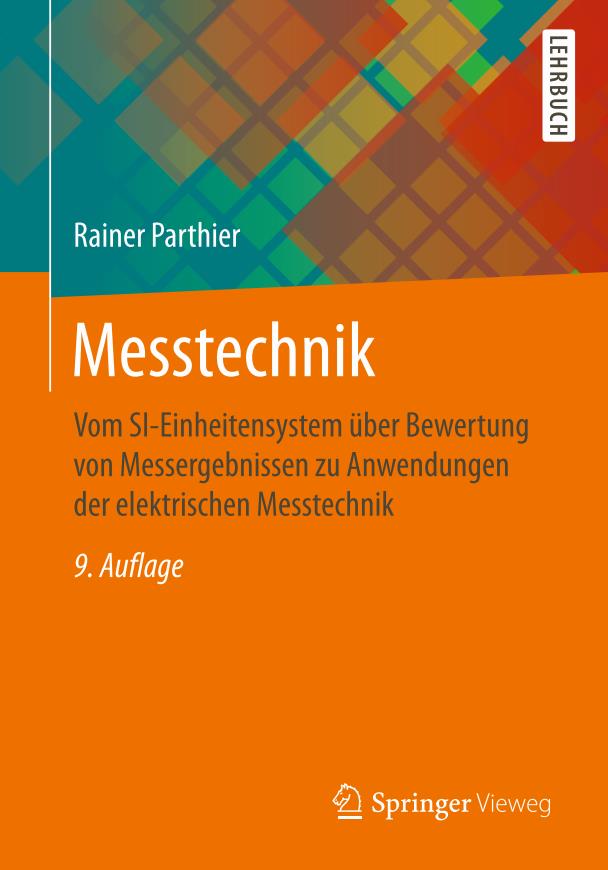 LEHRBUCH
Rainer Parthier
Messtechnik
Vom SI-Einheitensystem über Bewertung
von Messergebnissen zu Anwendungen
der elektrischen Messtechnik
9. Auflage
Springer Vieweg